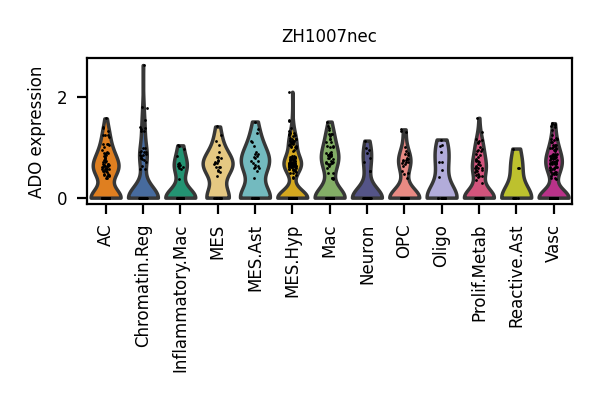 ZH1007nec
ADO expression
2
0
AC
Chromatin.Reg
Inflammatory.Mac
MES
MES.Ast
MES.Hyp
Mac
Neuron
OPC
Oligo
Prolif.Metab
Reactive.Ast
Vasc